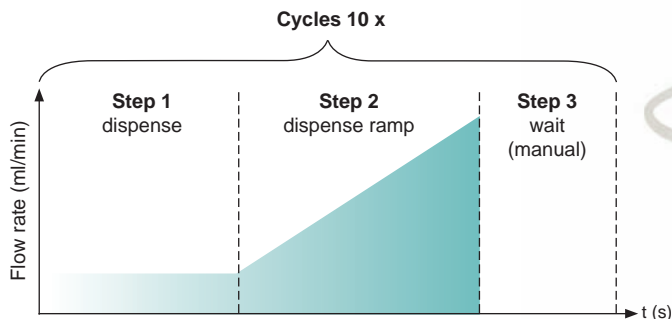 Cycles 10 x
Step 1
dispense
Step 2
dispense ramp
Step 3
wait
(manual)
Flow rate (ml/min)
t (s)